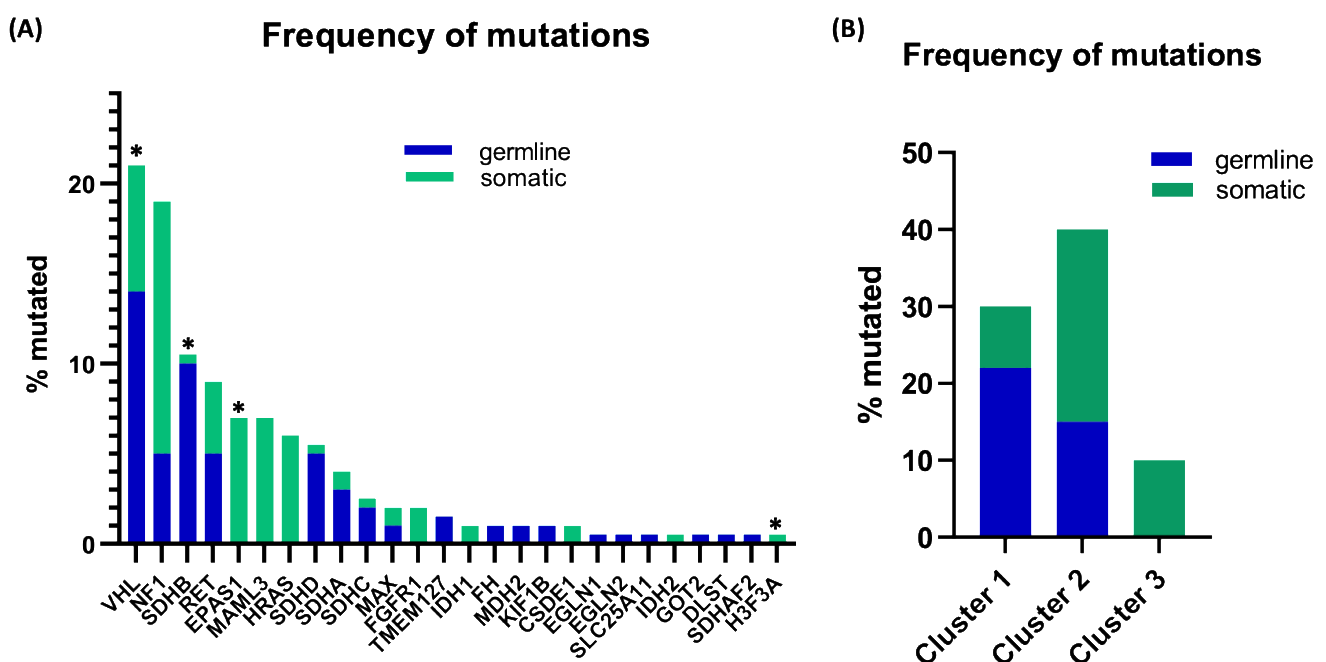 (A)
Frequency of mutations
germline
somatic
% mutated
20
10
0
*
*
*
*
VHL
NF1
SDHB
RET
EPAS1
MAML3
HRAS
SDHD
SDHA
SDHC
MAX
FGFR1
TMEM127
IDH1
FH
MDH2
KIF1B
CSDE1
EGLN1
EGLN2
SLC25A11
IDH2
GOT2
DLST
SDHAF2
H3F3A
(B)
Frequency of mutations
germline
somatic
% mutated
50
40
30
20
10
0
Cluster 1
Cluster 2
Cluster 3